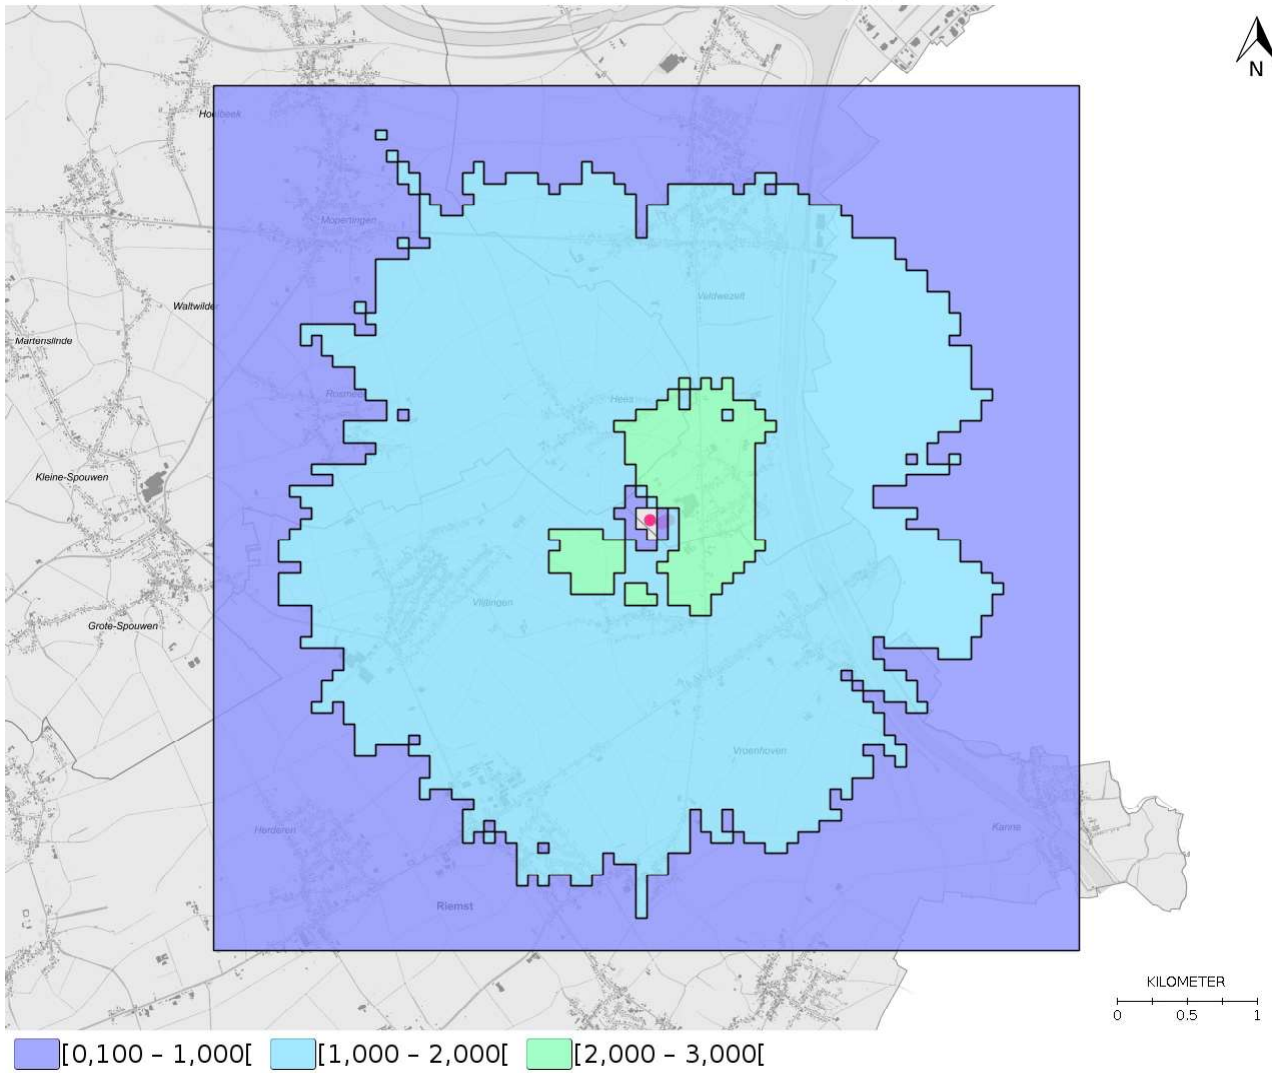 N
Hoelbeek
Mopertingen
Veldwezelt
Waltwilder
Martenslinde
Rosmeer
Hees
Kleine-Spouwen
Vlijtingen
Grote-Spouwen
Vroenhoven
Herderen
Kanne
Riemst
KILOMETER
0 0.5 1
[0,100 – 1,000[ [1,000 – 2,000[ [2,000 – 3,000[